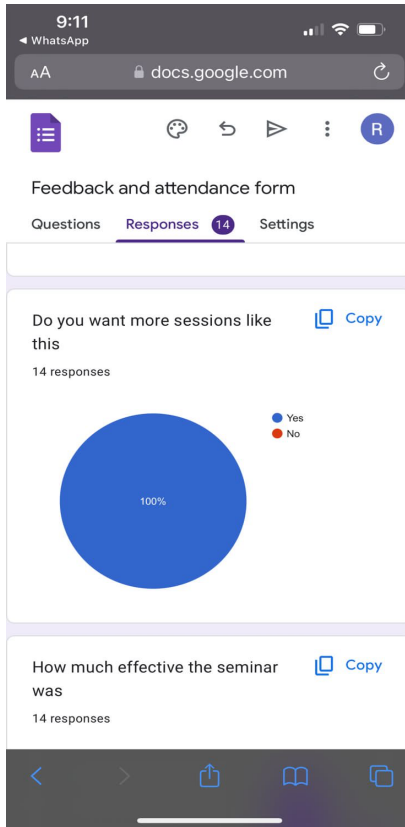 9:11
◀ WhatsApp
AA docs.google.com
R
Feedback and attendance form
Questions Responses 14 Settings
Do you want more sessions like
this
Copy
14 responses
Yes
No
100%
How much effective the seminar
was
Copy
14 responses